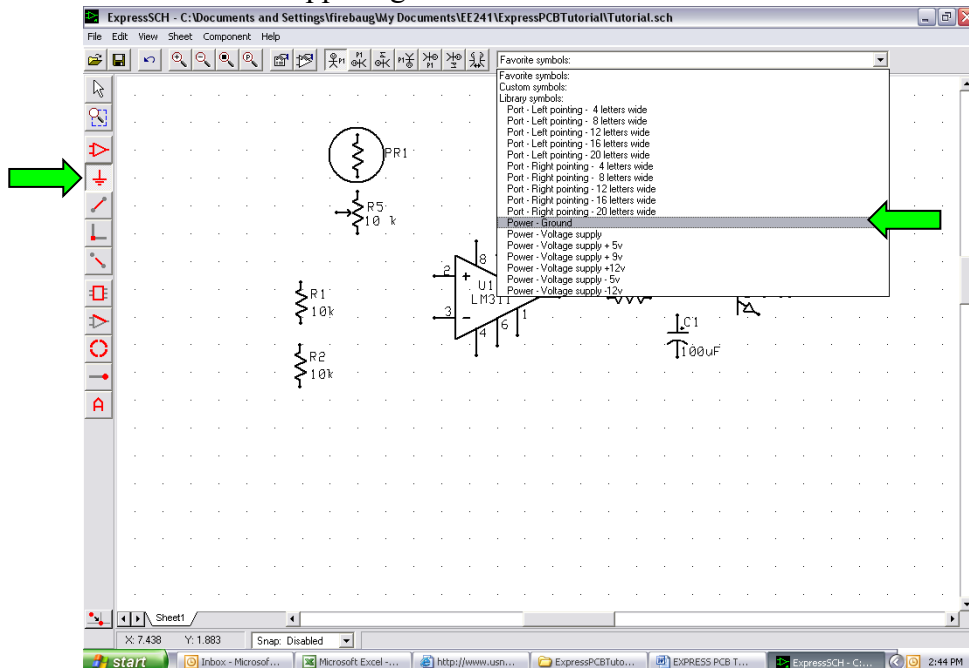 ExpressSCH - C:\Documents and Settings\firebaug\My Documents\EE241\ExpressPCBTutorial\Tutorial.sch
File Edit View Sheet Component Help
Favorite symbols:
Favorite symbols:
Custom symbols:
Library symbols:
Port - Left pointing - 4 letters wide
Port - Left pointing - 8 letters wide
Port - Left pointing - 12 letters wide
Port - Left pointing - 16 letters wide
Port - Left pointing - 20 letters wide
Port - Right pointing - 4 letters wide
Port - Right pointing - 8 letters wide
Port - Right pointing - 12 letters wide
Port - Right pointing - 16 letters wide
Port - Right pointing - 20 letters wide
Power - Ground
Power - Voltage supply
Power - Voltage supply + 5v
Power - Voltage supply + 9v
Power - Voltage supply +12v
Power - Voltage supply - 5v
Power - Voltage supply -12v
PR1
R5
10 k
8
2
+
U1
LM311
R1
10k
3
-
1
6
4
C1
100uF
R2
10k
A
Sheet1
X: 7.438 Y: 1.883 Snap: Disabled
start Inbox - Microsof... Microsoft Excel -... http://www.usn... ExpressPCBTuto... EXPRESS PCB T... ExpressSCH - C:... 2:44 PM